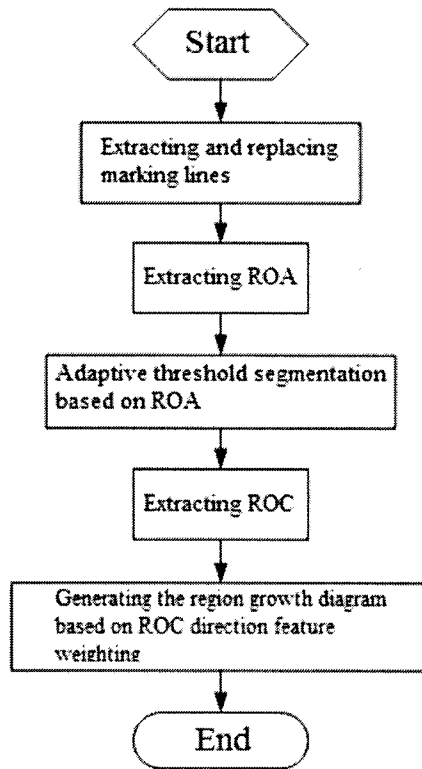 Start
Extracting and replacing
marking lines
Extracting ROA
Adaptive threshold segmentation
based on ROA
Extracting ROC
Generating the region growth diagram
based on ROC direction feature
weighting
End